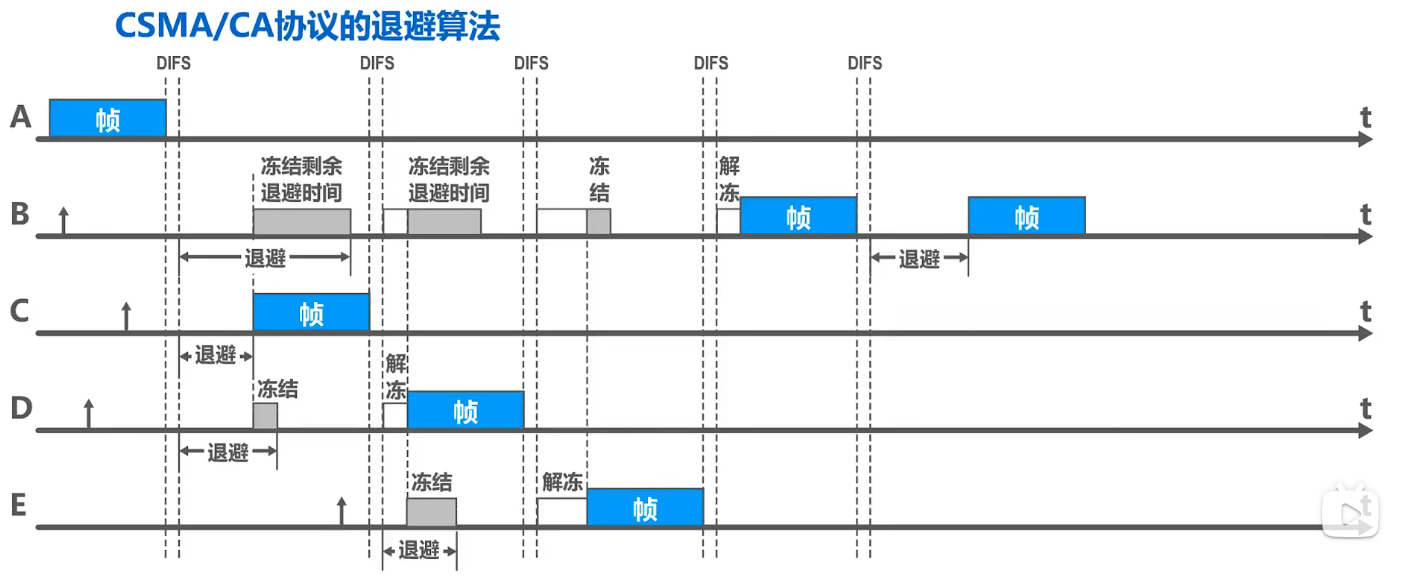 CSMA/CA协议的退避算法
DIFS DIFS DIFS DIFS DIFS
A 帧 t
冻结剩余
退避时间
冻结剩余
退避时间
冻
结
解
冻
B 帧 帧 t
退避 退避
C 帧 t
退避
解
冻
冻结
D 帧 t
退避
冻结 解冻
E 帧 t
退避